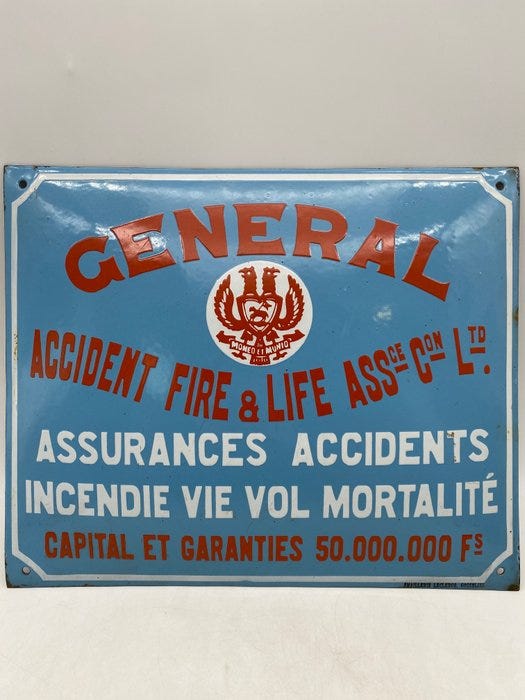 GENERAL
MONEO ET MUNIO
ACCIDENT FIRE & LIFE ASSCE CON LTD.
ASSURANCES ACCIDENTS
INCENDIE VIE VOL MORTALITÉ
CAPITAL ET GARANTIES 50.000.000 FS